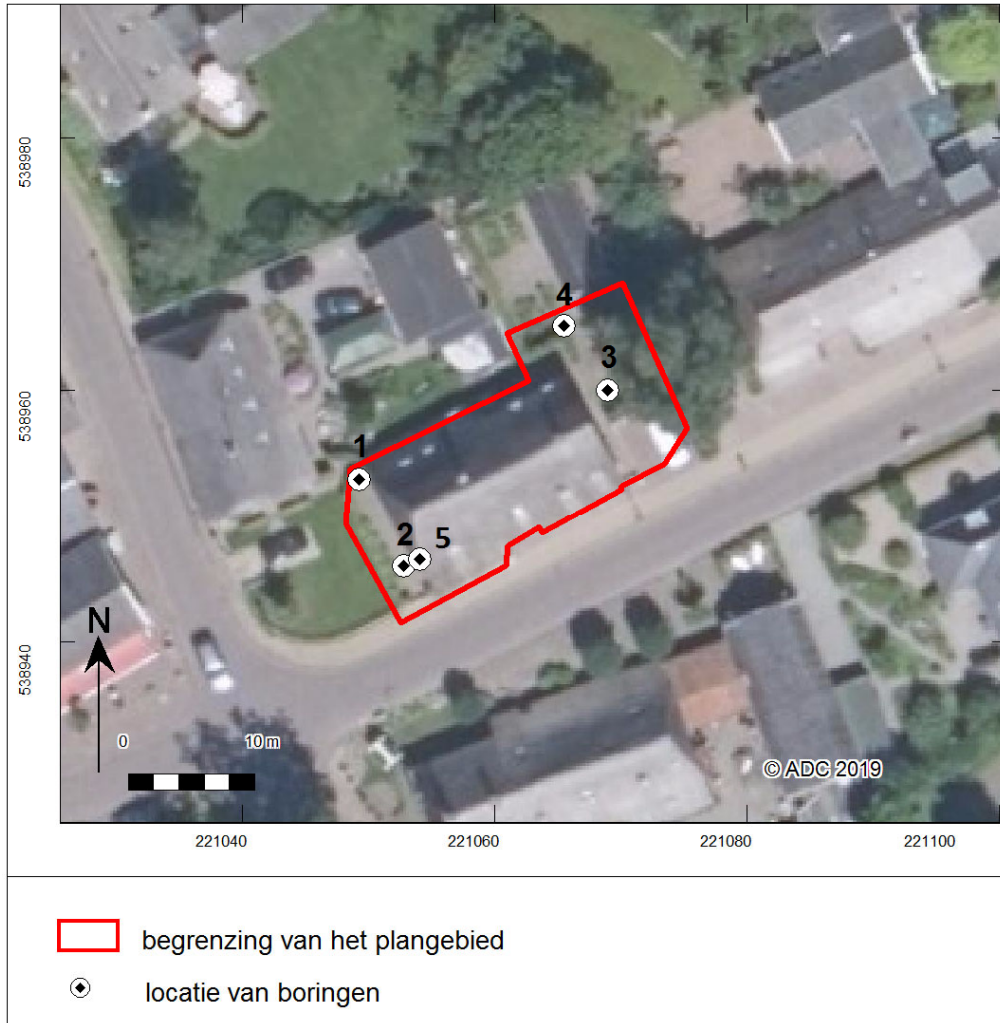 538980
4
3
538960
1
2
5
N
538940
0 10 m
© ADC 2019
221040 221060 221080 221100
begrenzing van het plangebied
locatie van boringen